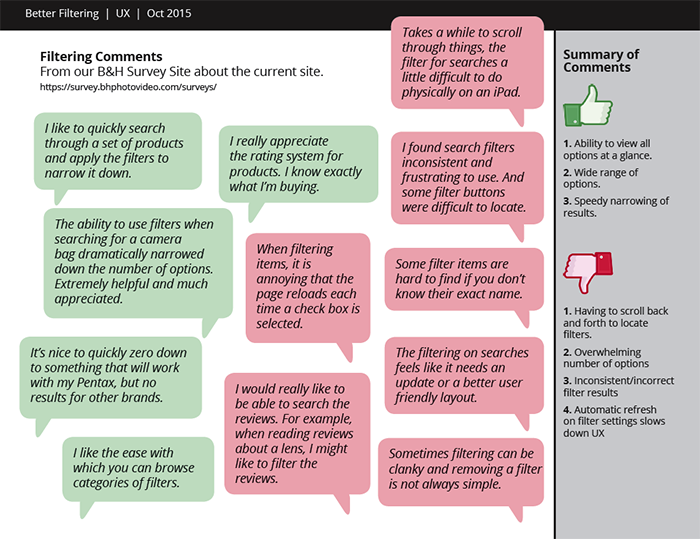 Better Filtering | UX | Oct 2015
Filtering Comments
From our B&H Survey Site about the current site.
https://survey.bhphotovideo.com/surveys/
I like to quickly search
through a set of products
and apply the filters to
narrow it down.
I really appreciate
the rating system for
products. I know exactly
what I'm buying.
The ability to use filters when
searching for a camera
bag dramatically narrowed
down the number of options.
Extremely helpful and much
appreciated.
It's nice to quickly zero down
to something that will work
with my Pentax, but no
results for other brands.
I like the ease with
which you can browse
categories of filters.
When filtering
items, it is
annoying that the
page reloads each
time a check box is
selected.
I would really like to
be able to search the
reviews. For example,
when reading reviews
about a lens, I might
like to filter the
reviews.
Takes a while to scroll
through things, the
filter for searches a
little difficult to do
physically on an iPad.
I found search filters
inconsistent and
frustrating to use. And
some filter buttons
were difficult to locate.
Some filter items are
hard to find if you don't
know their exact name.
The filtering on searches
feels like it needs an
update or a better user
friendly layout.
Sometimes filtering can be
clanky and removing a filter
is not always simple.
Summary of
Comments
1. Ability to view all
options at a glance.
2. Wide range of
options.
3. Speedy narrowing of
results.
1. Having to scroll back
and forth to locate
filters.
2. Overwhelming
number of options
3. Inconsistent/incorrect
filter results
4. Automatic refresh
on filter settings slows
down UX